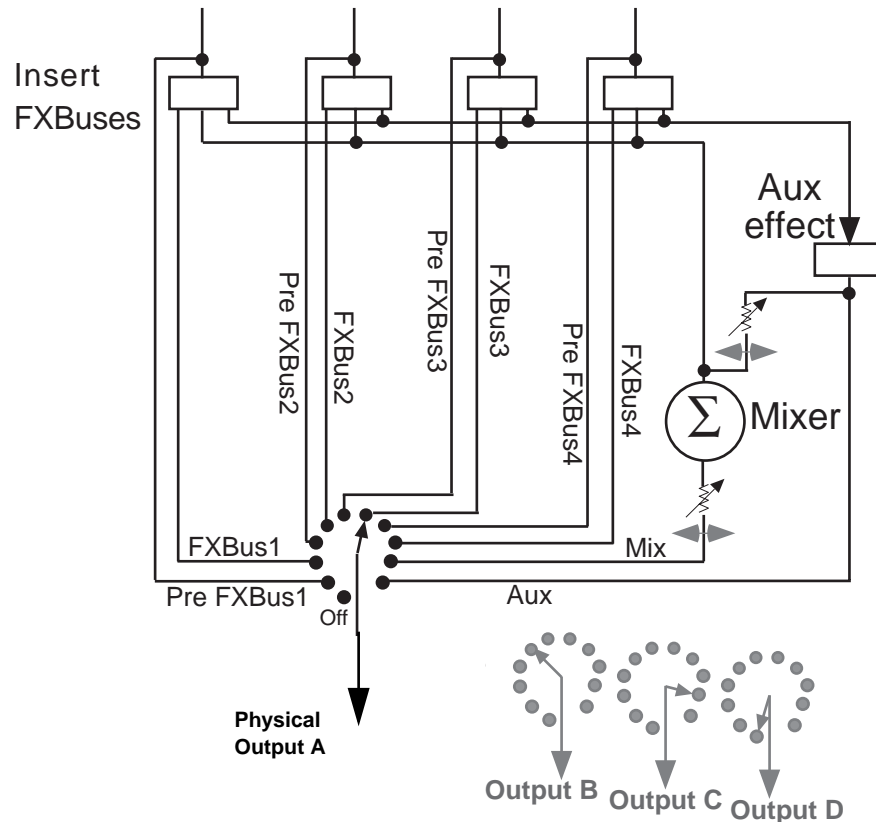 Insert
FXBuses
Aux
effect
Pre FXBus2
FXBus2
Pre FXBus3
FXBus3
Pre FXBus4
FXBus4
Σ
Mixer
FXBus1
Mix
Pre FXBus1
Off
Aux
Physical
Output A
Output B
Output C
Output D